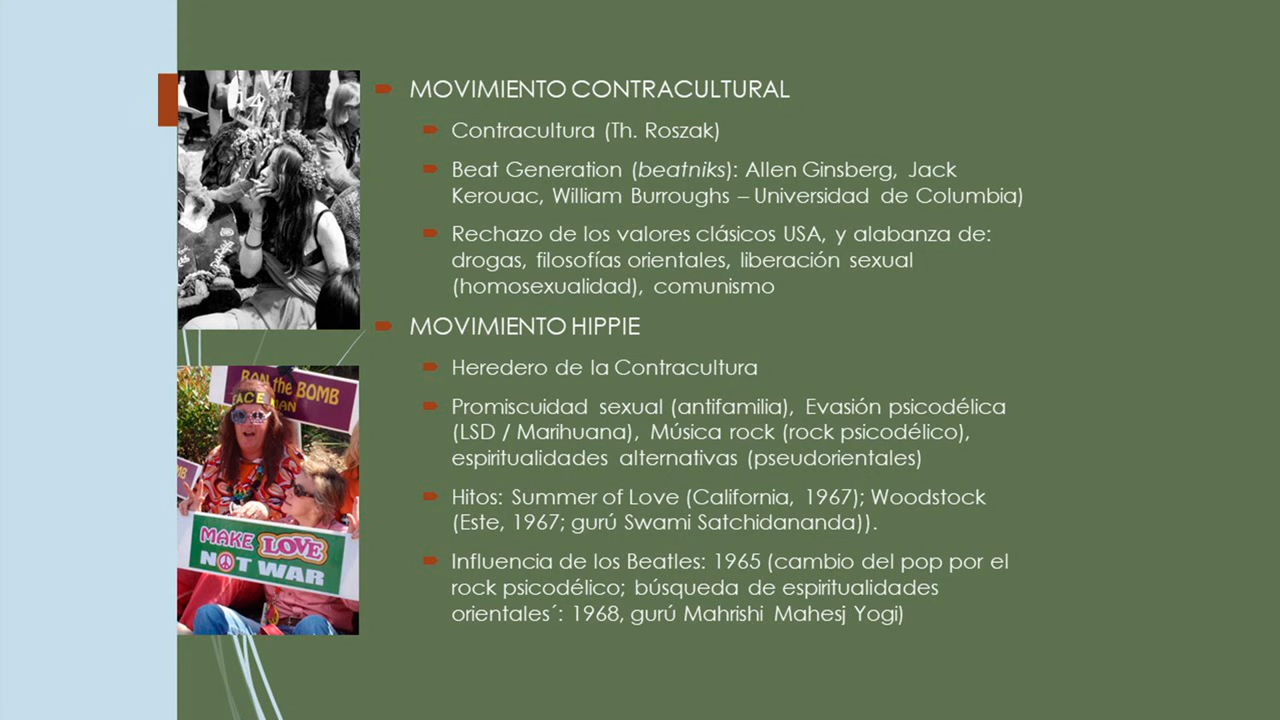 MOVIMIENTO CONTRACULTURAL
Contracultura (Th. Roszak)
Beat Generation (beatniks): Allen Ginsberg, Jack
Kerouac, William Burroughs – Universidad de Columbia)
Rechazo de los valores clásicos USA, y alabanza de:
drogas, filosofías orientales, liberación sexual
(homosexualidad), comunismo
MOVIMIENTO HIPPIE
Heredero de la Contracultura
Promiscuidad sexual (antifamilia), Evasión psicodélica
(LSD / Marihuana), Música rock (rock psicodélico),
espiritualidades alternativas (pseudorientales)
Hitos: Summer of Love (California, 1967); Woodstock
(Este, 1967; gurú Swami Satchidananda)).
Influencia de los Beatles: 1965 (cambio del pop por el
rock psicodélico; búsqueda de espiritualidades
orientales´: 1968, gurú Mahrishi Mahesj Yogi)
BAN the BOMB
MAKE LOVE
NOT WAR